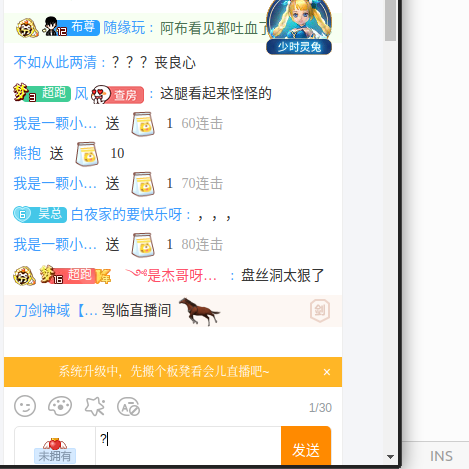 12 布尊 随缘玩 : 阿布看见都吐血了
少时灵兔
不如从此两清 : ？？？丧良心
3 超跑 风 查房 : 这腿看起来怪怪的
我是一颗小... 送 1 60连击
熊抱 送 10
我是一颗小... 送 1 70连击
6 吴总 白夜家的要快乐呀 : ，，，
我是一颗小... 送 1 80连击
梦 16 超跑 是杰哥呀... : 盘丝洞太狠了
刀剑神域【... 驾临直播间 剑
系统升级中，先搬个板凳看会儿直播吧~ ×
1/30
未拥有 ? 发送
INS